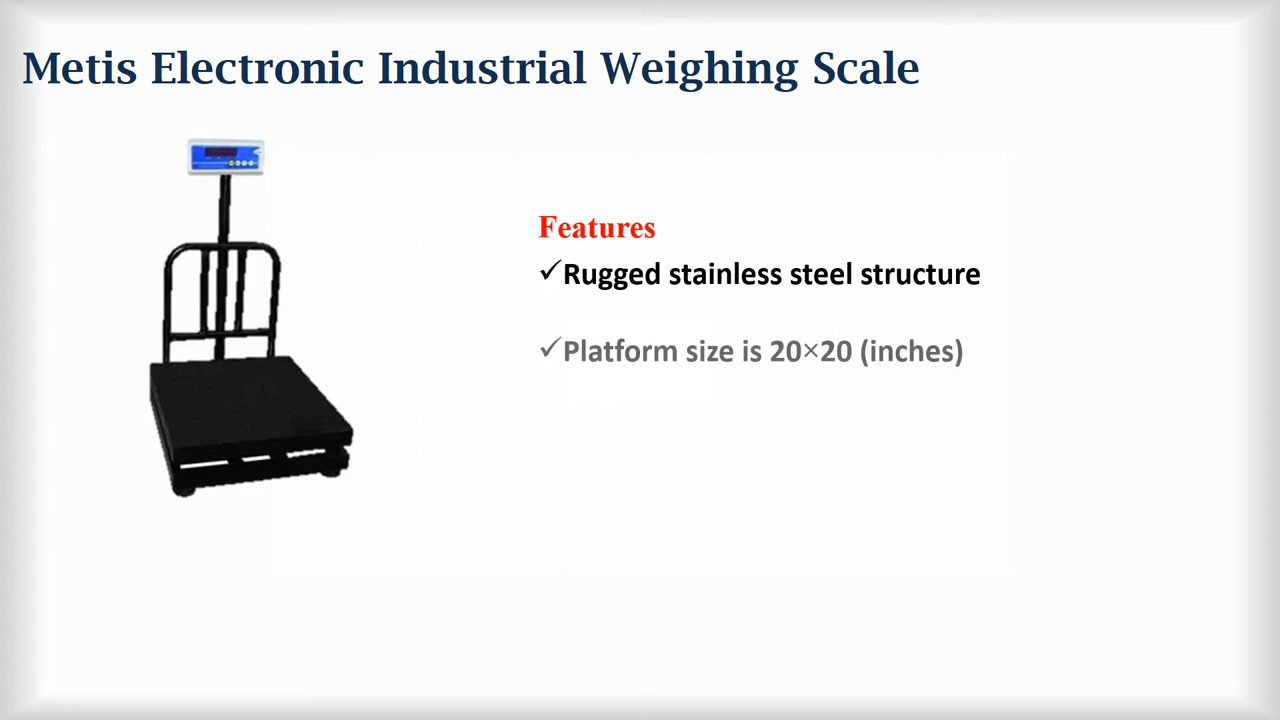 Metis Electronic Industrial Weighing Scale
Features
✓Rugged stainless steel structure
✓Platform size is 20×20 (inches)